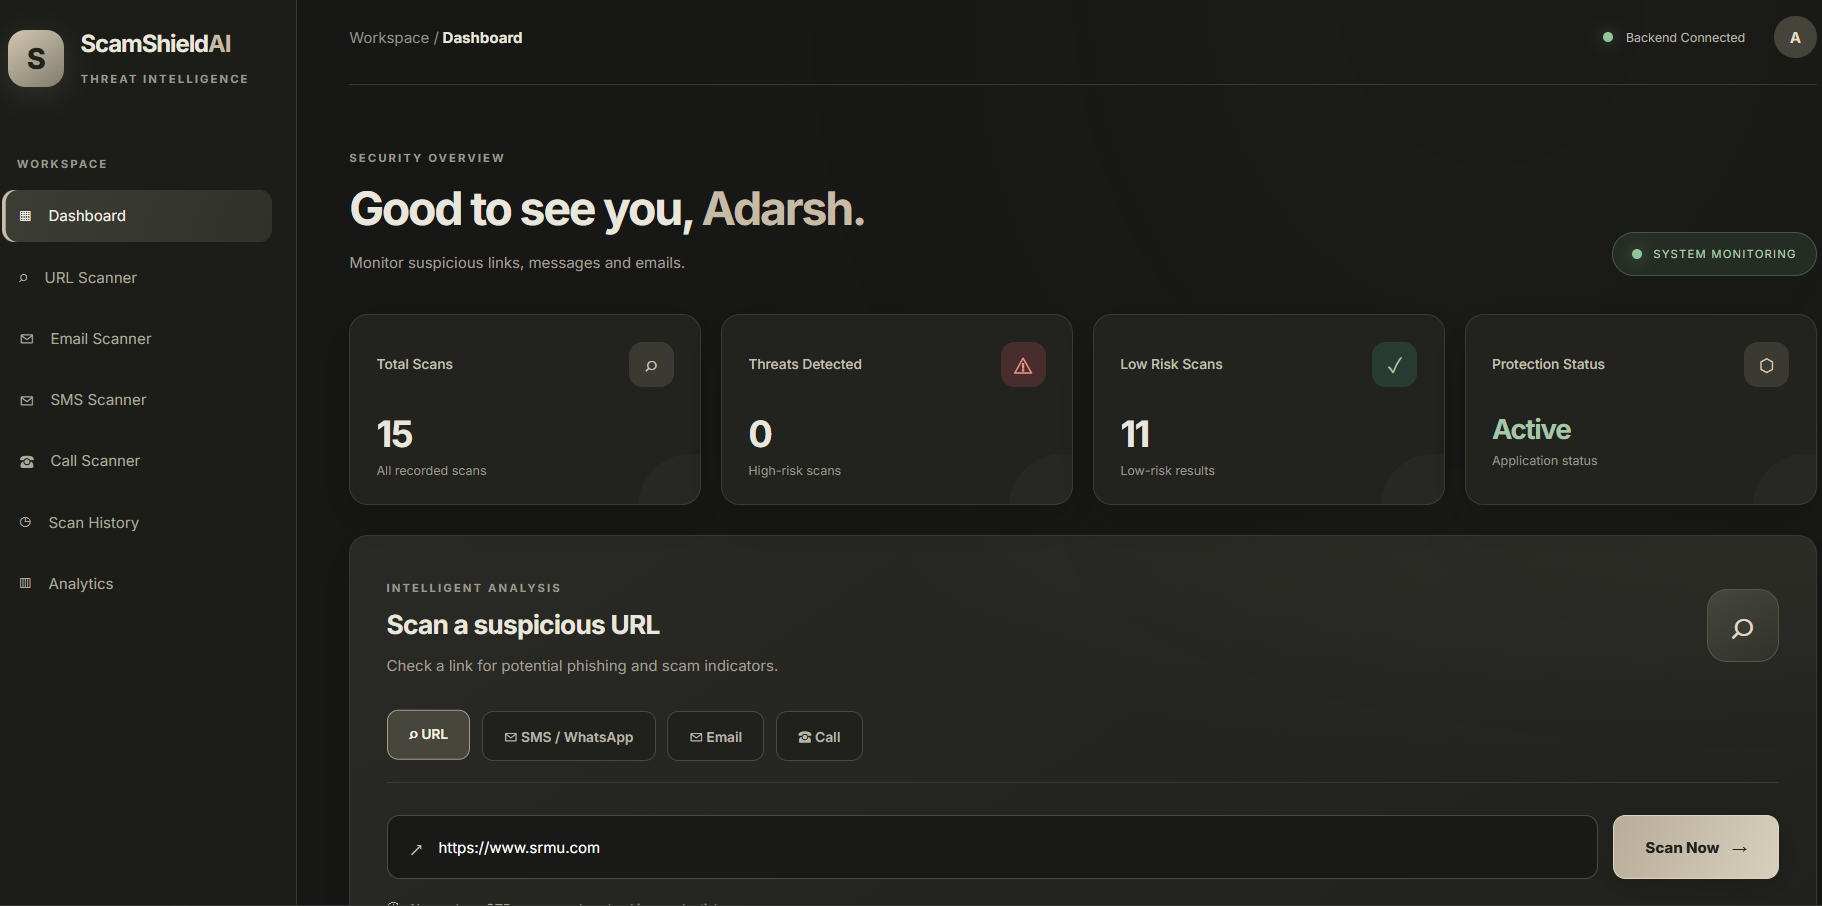 S
ScamShieldAI
THREAT INTELLIGENCE
WORKSPACE
Dashboard
URL Scanner
Email Scanner
SMS Scanner
Call Scanner
Scan History
Analytics
Workspace / Dashboard
Backend Connected
A
SECURITY OVERVIEW
Good to see you, Adarsh.
Monitor suspicious links, messages and emails.
SYSTEM MONITORING
Total Scans
15
All recorded scans
Threats Detected
0
High-risk scans
Low Risk Scans
11
Low-risk results
Protection Status
Active
Application status
INTELLIGENT ANALYSIS
Scan a suspicious URL
Check a link for potential phishing and scam indicators.
URL
SMS / WhatsApp
Email
Call
https://www.srmu.com
Scan Now →